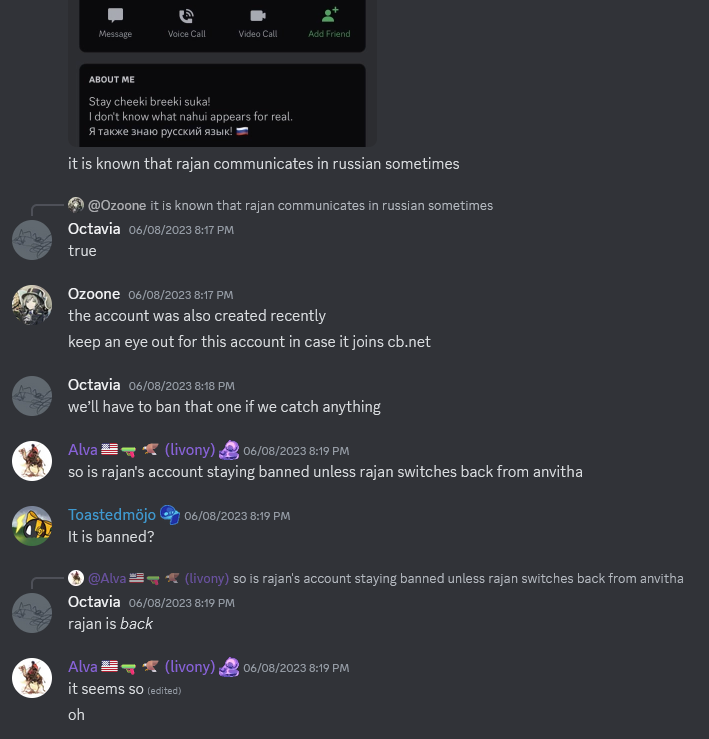 Message
Voice Call
Video Call
Add Friend
ABOUT ME
Stay cheeki breeki suka!
I don't know what nahui appears for real.
Я также знаю русский язык! 🇷🇺
it is known that rajan communicates in russian sometimes
@Ozoone it is known that rajan communicates in russian sometimes
Octavia 06/08/2023 8:17 PM
true
Ozoone 06/08/2023 8:17 PM
the account was also created recently
keep an eye out for this account in case it joins cb.net
Octavia 06/08/2023 8:18 PM
we'll have to ban that one if we catch anything
Alva 🇺🇸🔫🦃 (livony) 06/08/2023 8:19 PM
so is rajan's account staying banned unless rajan switches back from anvitha
Toastedmöjo 06/08/2023 8:19 PM
It is banned?
@Alva 🇺🇸🔫🦃 (livony) so is rajan's account staying banned unless rajan switches back from anvitha
Octavia 06/08/2023 8:19 PM
rajan is back
Alva 🇺🇸🔫🦃 (livony) 06/08/2023 8:19 PM
it seems so (edited)
oh